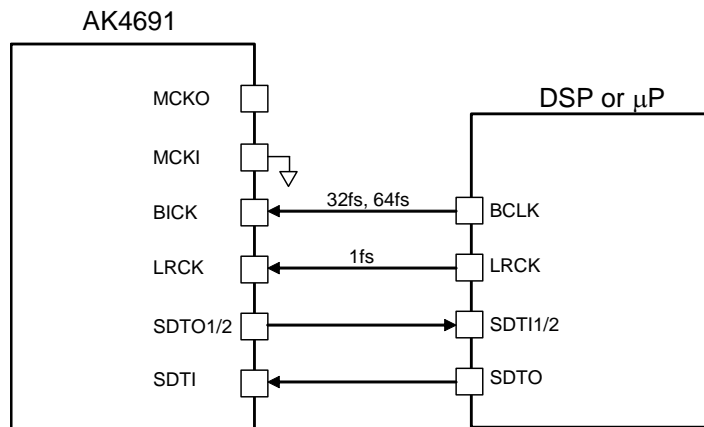 AK4691
DSP or μP
MCKO
MCKI
BICK
32fs, 64fs
BCLK
LRCK
1fs
LRCK
SDTO1/2
SDTI1/2
SDTI
SDTO